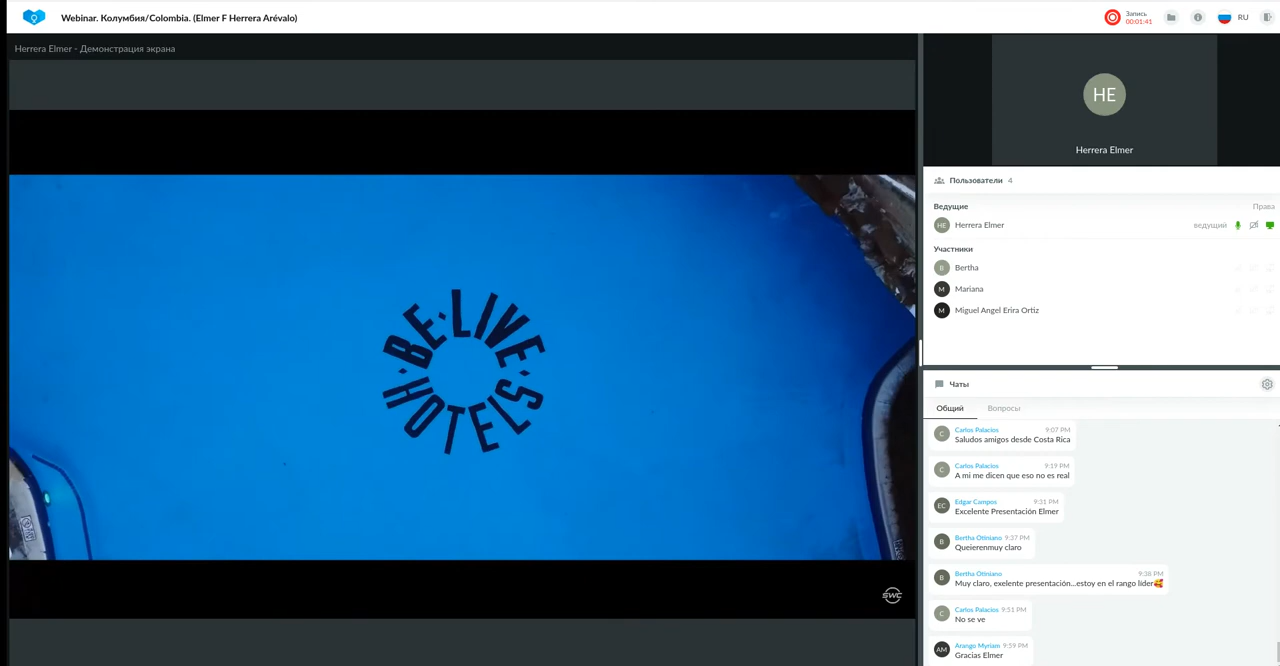 Webinar. Колумбия/Colombia. (Elmer F Herrera Arévalo)
Запись
00:01:41
RU
Herrera Elmer - Демонстрация экрана
BE·LIVE·HOTELS·
SWC
HE
Herrera Elmer
Пользователи 4
Ведущие Права
HE Herrera Elmer ведущий
Участники
B Bertha
M Mariana
M Miguel Angel Erira Ortiz
Чаты
Общий Вопросы
C Carlos Palacios 9:07 PM
Saludos amigos desde Costa Rica
C Carlos Palacios 9:19 PM
A mi me dicen que eso no es real
EC Edgar Campos 9:31 PM
Excelente Presentación Elmer
B Bertha Otiniano 9:37 PM
Queierenmuy claro
B Bertha Otiniano 9:38 PM
Muy claro, exelente presentación...estoy en el rango líder🥰
C Carlos Palacios 9:51 PM
No se ve
AM Arango Myriam 9:59 PM
Gracias Elmer